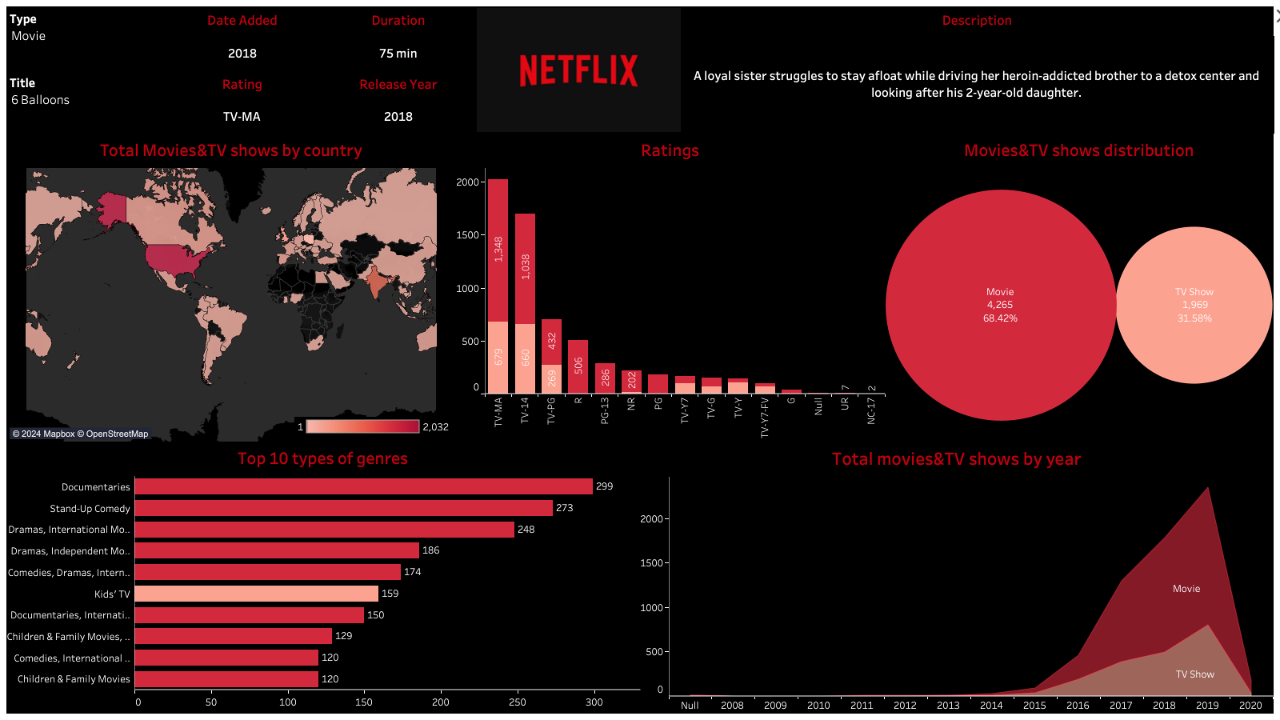 Type
Movie
Date Added
2018
Duration
75 min
Title
6 Balloons
Rating
TV-MA
Release Year
2018
NETFLIX
Description
A loyal sister struggles to stay afloat while driving her heroin-addicted brother to a detox center and
looking after his 2-year-old daughter.
Total Movies&TV shows by country
© 2024 Mapbox © OpenStreetMap
1
2,032
Ratings
2000
1500
1000
500
0
1,348
679
1,038
660
432
269
506
286
202
7
2
TV-MA
TV-14
TV-PG
R
PG-13
NR
PG
TV-Y7
TV-G
TV-Y
TV-Y7-FV
G
Null
UR
NC-17
Movies&TV shows distribution
Movie
4,265
68.42%
TV Show
1,969
31.58%
Top 10 types of genres
Documentaries 299
Stand-Up Comedy 273
Dramas, International Mo.. 248
Dramas, Independent Mo.. 186
Comedies, Dramas, Intern.. 174
Kids' TV 159
Documentaries, Internati.. 150
Children & Family Movies, .. 129
Comedies, International .. 120
Children & Family Movies 120
0 50 100 150 200 250 300
Total movies&TV shows by year
2000
1500
1000
500
0
Movie
TV Show
Null 2008 2009 2010 2011 2012 2013 2014 2015 2016 2017 2018 2019 2020